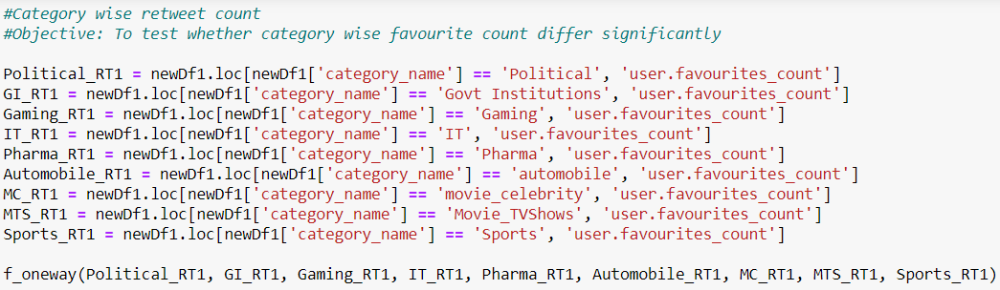 #Category wise retweet count
#Objective: To test whether category wise favourite count differ significantly
Political_RT1 = newDf1.loc[newDf1['category_name'] == 'Political', 'user.favourites_count']
GI_RT1 = newDf1.loc[newDf1['category_name'] == 'Govt Institutions', 'user.favourites_count']
Gaming_RT1 = newDf1.loc[newDf1['category_name'] == 'Gaming', 'user.favourites_count']
IT_RT1 = newDf1.loc[newDf1['category_name'] == 'IT', 'user.favourites_count']
Pharma_RT1 = newDf1.loc[newDf1['category_name'] == 'Pharma', 'user.favourites_count']
Automobile_RT1 = newDf1.loc[newDf1['category_name'] == 'automobile', 'user.favourites_count']
MC_RT1 = newDf1.loc[newDf1['category_name'] == 'movie_celebrity', 'user.favourites_count']
MTS_RT1 = newDf1.loc[newDf1['category_name'] == 'Movie_TVShows', 'user.favourites_count']
Sports_RT1 = newDf1.loc[newDf1['category_name'] == 'Sports', 'user.favourites_count']
f_oneway(Political_RT1, GI_RT1, Gaming_RT1, IT_RT1, Pharma_RT1, Automobile_RT1, MC_RT1, MTS_RT1, Sports_RT1)